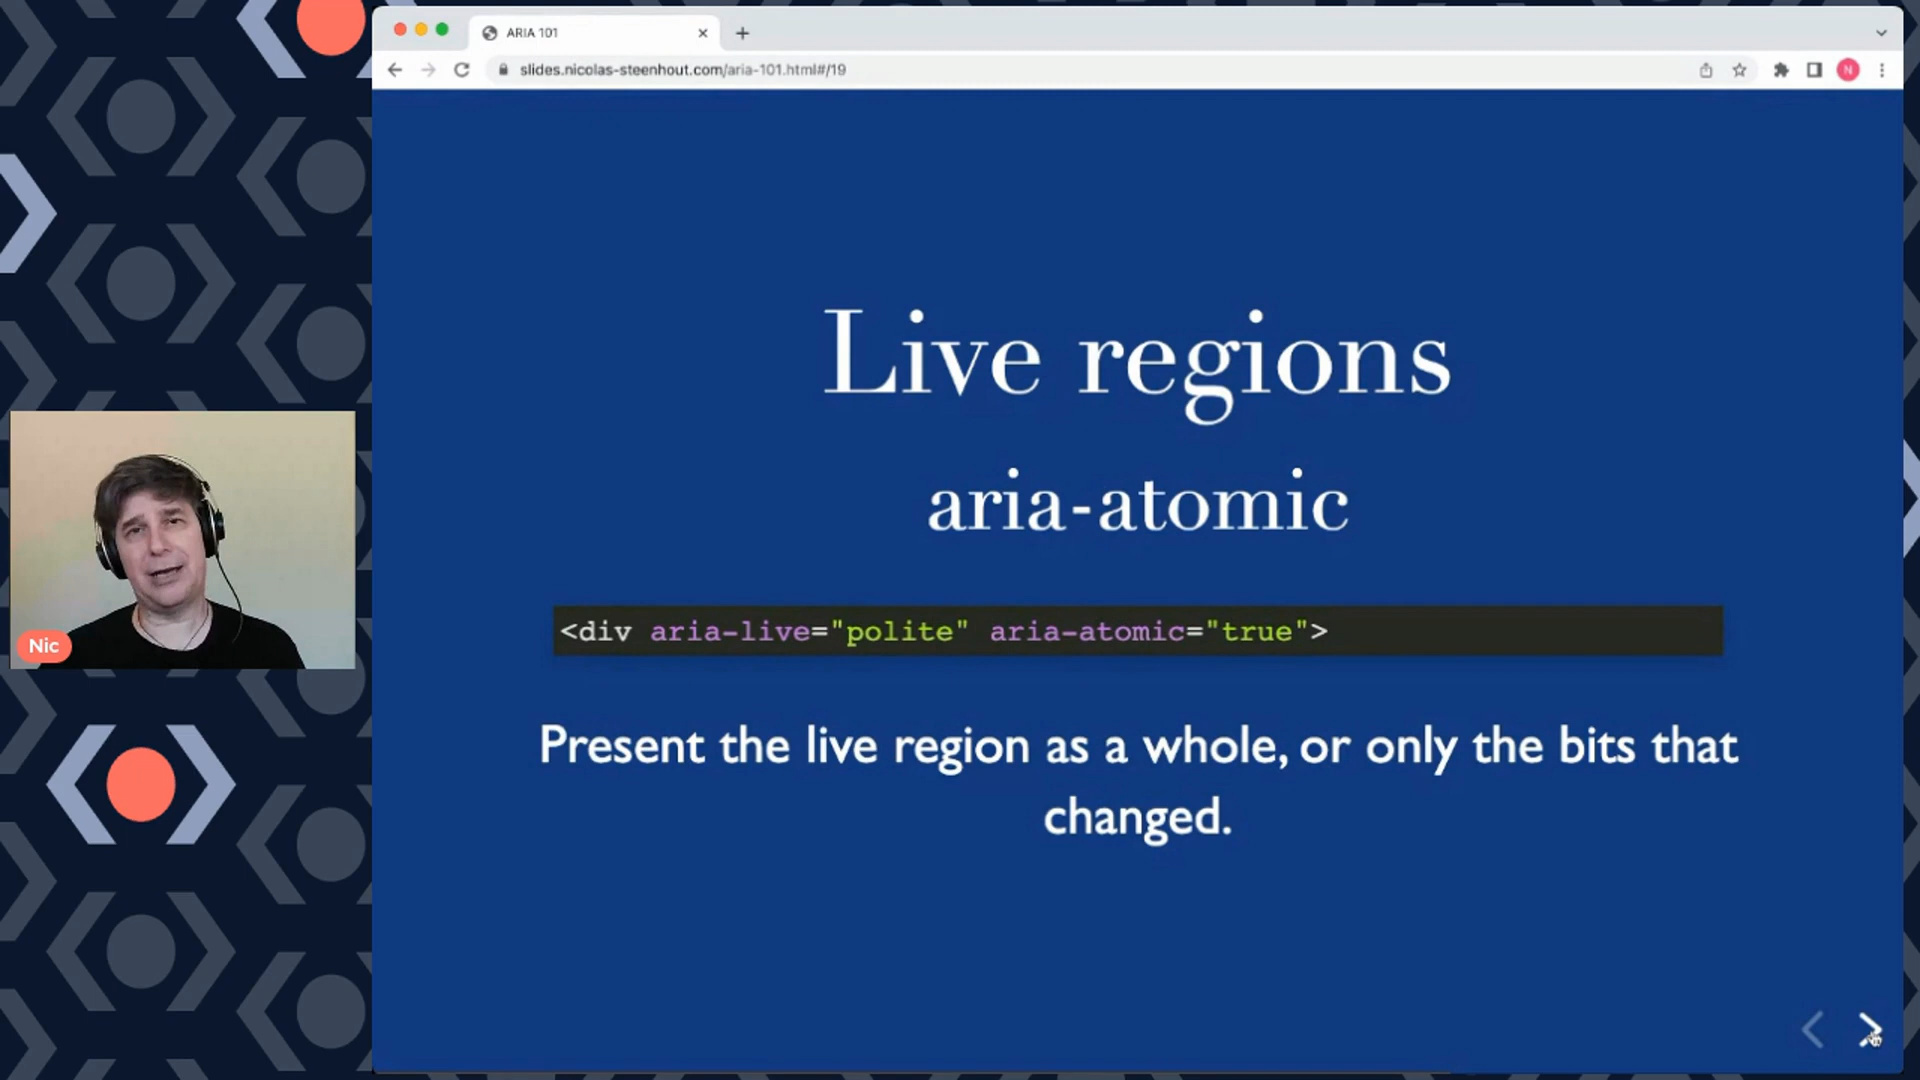 ARIA 101
slides.nicolas-steenhout.com/aria-101.html#/19
N
Live regions
aria-atomic
<div aria-live="polite" aria-atomic="true">
Present the live region as a whole, or only the bits that
changed.
Nic